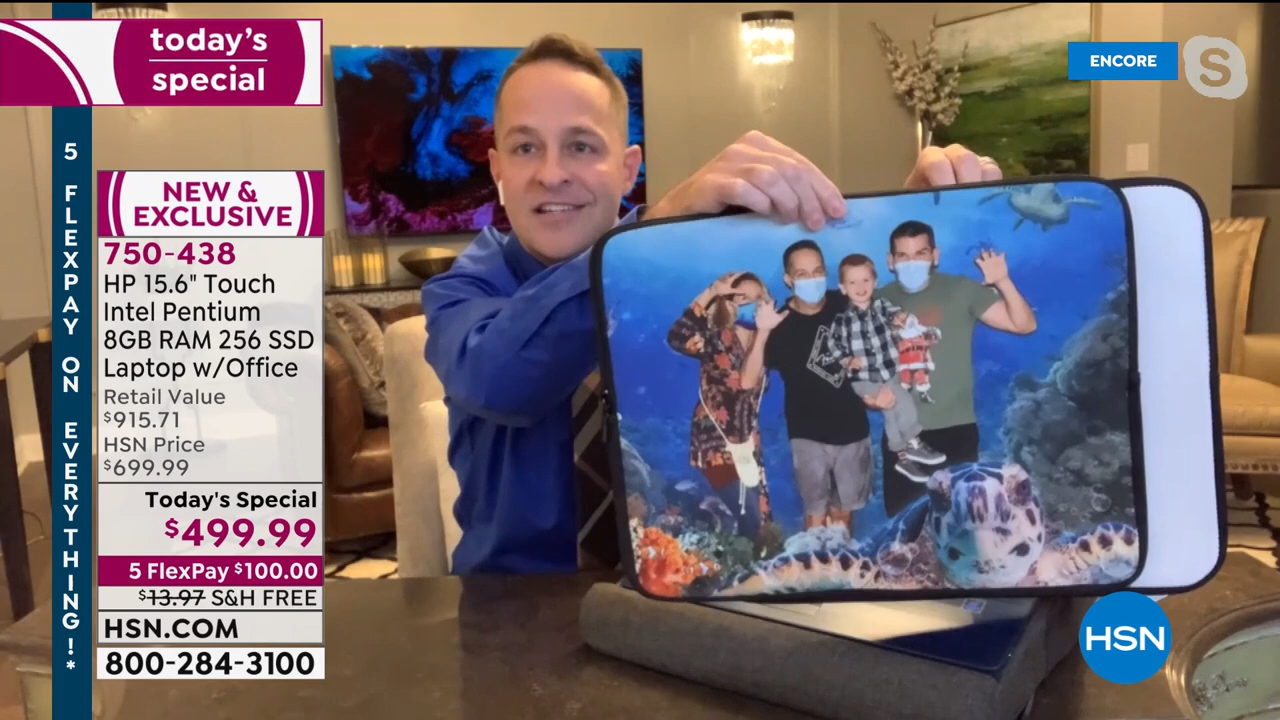 today's
special
5 FLEXPAY ON EVERYTHING!*
NEW &
EXCLUSIVE
750-438
HP 15.6" Touch
Intel Pentium
8GB RAM 256 SSD
Laptop w/Office
Retail Value
$915.71
HSN Price
$699.99
Today's Special
$499.99
5 FlexPay $100.00
$13.97 S&H FREE
HSN.COM
800-284-3100
ENCORE
S
HSN